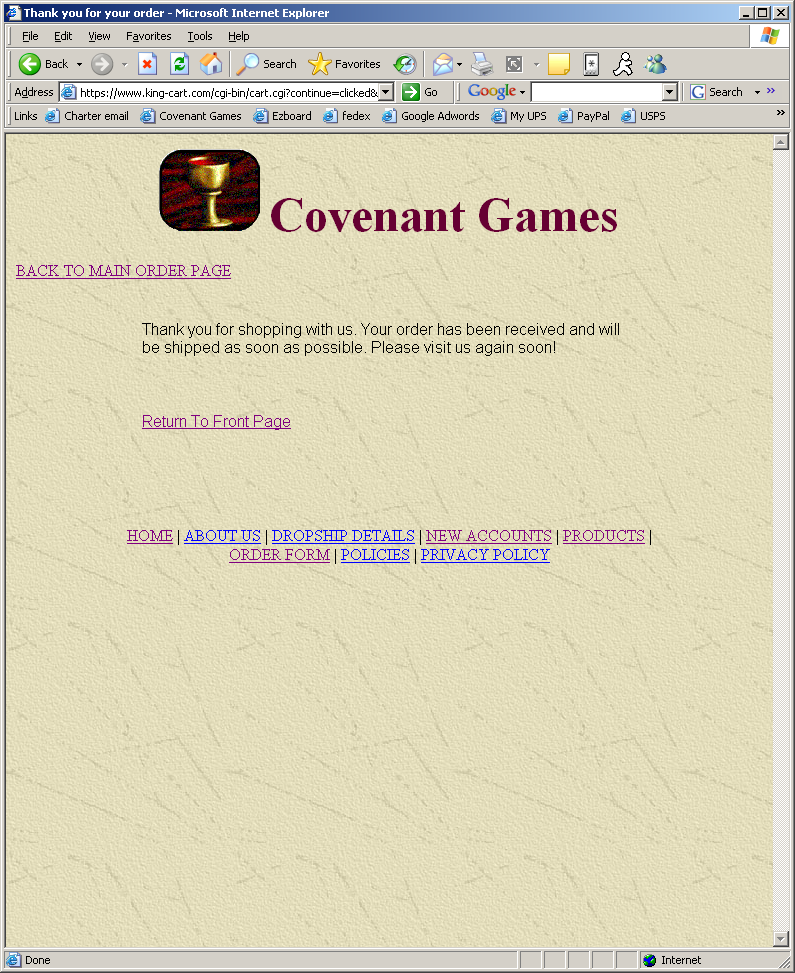 Thank you for your order - Microsoft Internet Explorer
File Edit View Favorites Tools Help
Back Search Favorites
Address https://www.king-cart.com/cgi-bin/cart.cgi?continue=clicked& Go Google Search »
Links Charter email Covenant Games Ezboard fedex Google Adwords My UPS PayPal USPS »
Covenant Games
BACK TO MAIN ORDER PAGE
Thank you for shopping with us. Your order has been received and will
be shipped as soon as possible. Please visit us again soon!
Return To Front Page
HOME | ABOUT US | DROPSHIP DETAILS | NEW ACCOUNTS | PRODUCTS |
ORDER FORM | POLICIES | PRIVACY POLICY
Done Internet